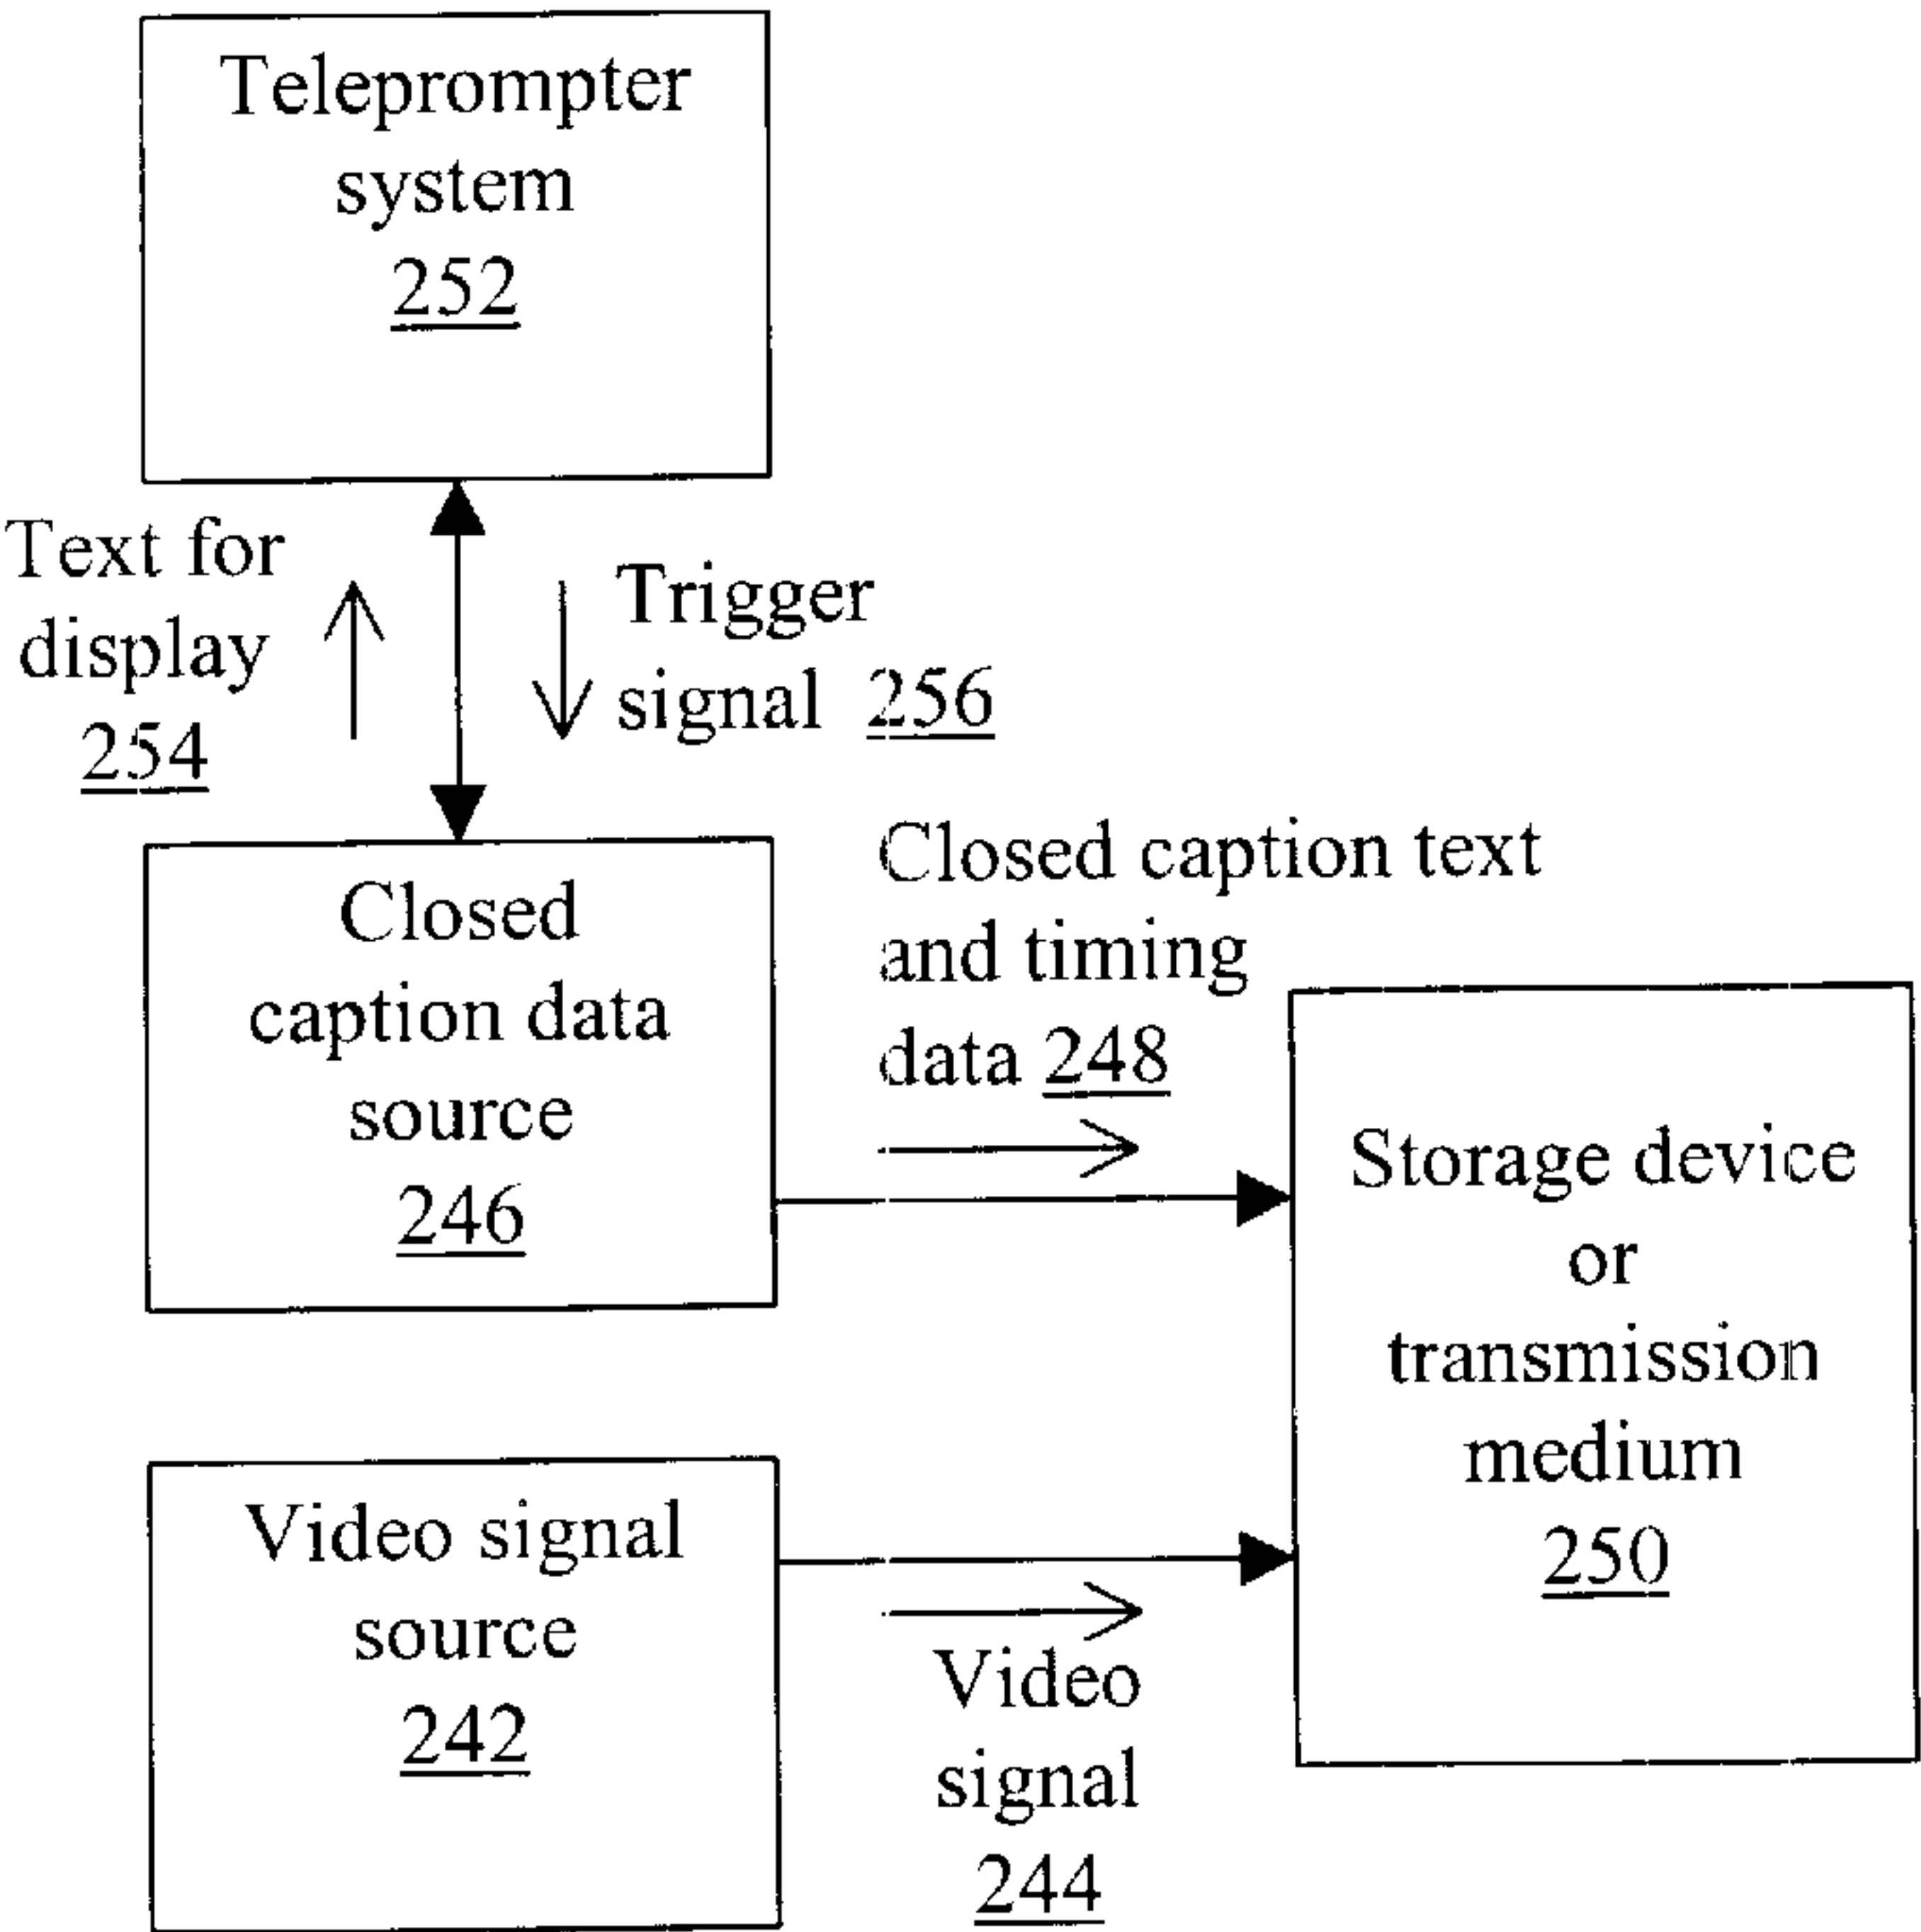 Teleprompter
system
252
Text for
display
254
Trigger
signal 256
Closed
caption data
source
246
Closed caption text
and timing
data 248
Storage device
or
transmission
medium
250
Video signal
source
242
Video
signal
244